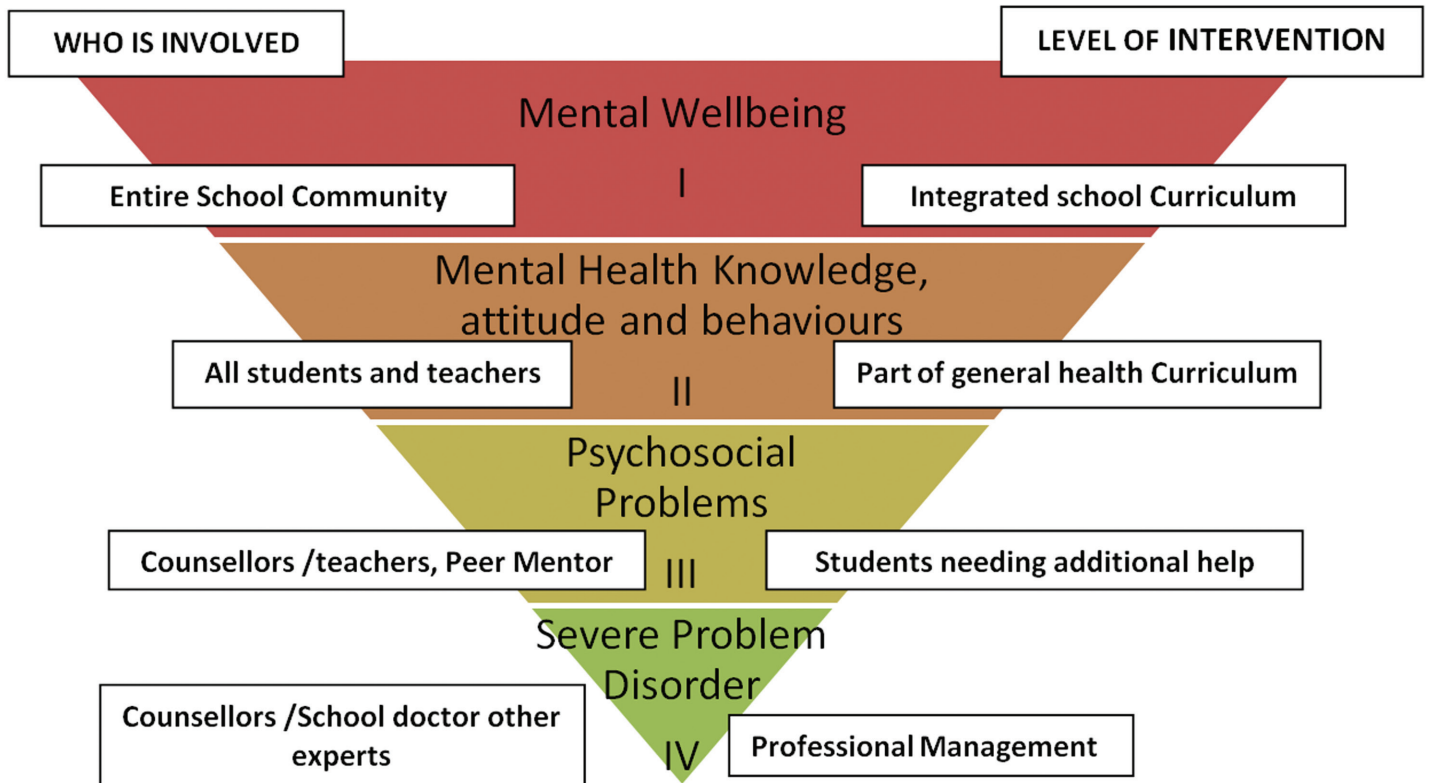 WHO IS INVOLVED
LEVEL OF INTERVENTION
Mental Wellbeing
I
Entire School Community
Integrated school Curriculum
Mental Health Knowledge,
attitude and behaviours
II
All students and teachers
Part of general health Curriculum
Psychosocial
Problems
III
Counsellors /teachers, Peer Mentor
Students needing additional help
Severe Problem
Disorder
IV
Counsellors /School doctor other
experts
Professional Management